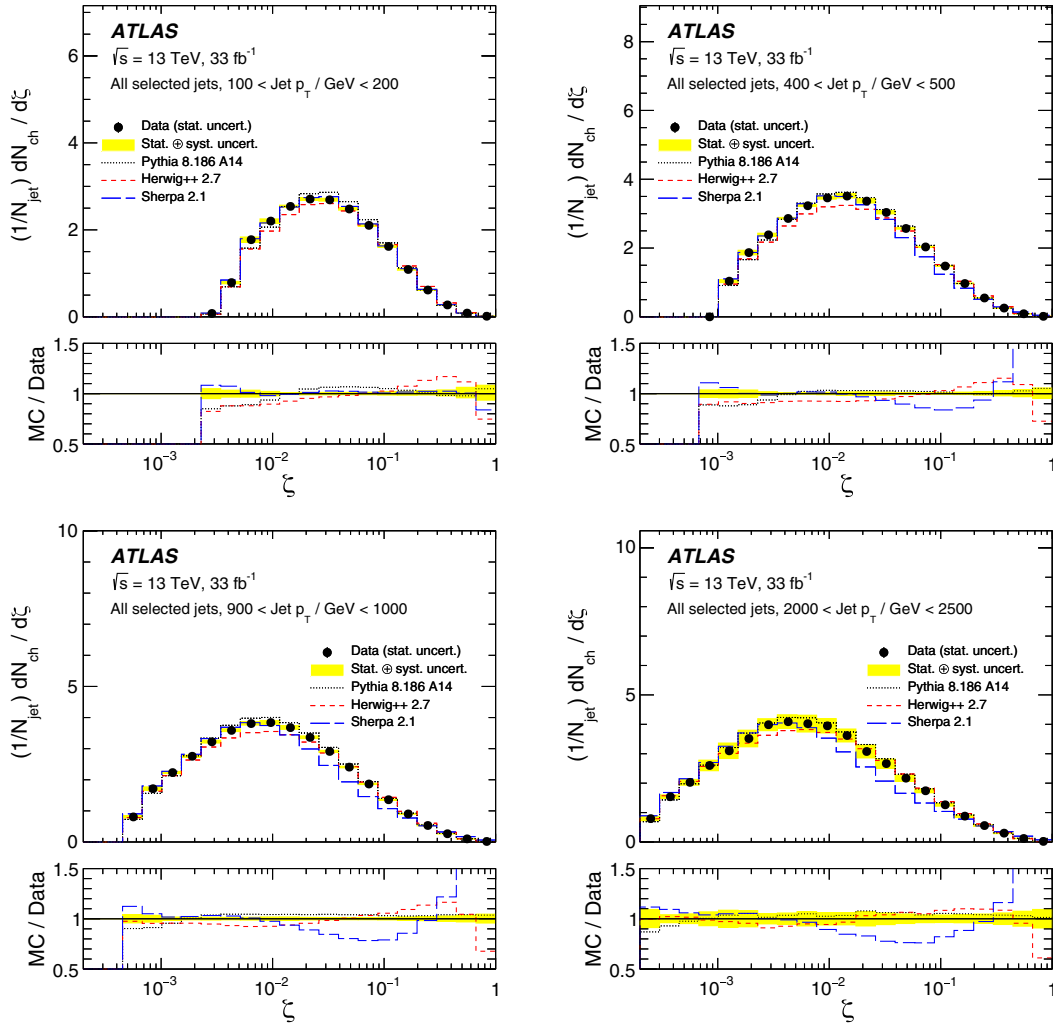 ATLAS
√s = 13 TeV, 33 fb⁻¹
All selected jets, 100 < Jet p_T / GeV < 200
Data (stat. uncert.)
Stat. ⊕ syst. uncert.
Pythia 8.186 A14
Herwig++ 2.7
Sherpa 2.1
(1/N_jet) dN_ch / dζ
6
4
2
0
MC / Data
1.5
1
0.5
10⁻³ 10⁻² 10⁻¹ 1
ζ
ATLAS
√s = 13 TeV, 33 fb⁻¹
All selected jets, 400 < Jet p_T / GeV < 500
Data (stat. uncert.)
Stat. ⊕ syst. uncert.
Pythia 8.186 A14
Herwig++ 2.7
Sherpa 2.1
(1/N_jet) dN_ch / dζ
8
6
4
2
0
MC / Data
1.5
1
0.5
10⁻³ 10⁻² 10⁻¹ 1
ζ
ATLAS
√s = 13 TeV, 33 fb⁻¹
All selected jets, 900 < Jet p_T / GeV < 1000
Data (stat. uncert.)
Stat. ⊕ syst. uncert.
Pythia 8.186 A14
Herwig++ 2.7
Sherpa 2.1
(1/N_jet) dN_ch / dζ
10
5
0
MC / Data
1.5
1
0.5
10⁻³ 10⁻² 10⁻¹ 1
ζ
ATLAS
√s = 13 TeV, 33 fb⁻¹
All selected jets, 2000 < Jet p_T / GeV < 2500
Data (stat. uncert.)
Stat. ⊕ syst. uncert.
Pythia 8.186 A14
Herwig++ 2.7
Sherpa 2.1
(1/N_jet) dN_ch / dζ
10
5
0
MC / Data
1.5
1
0.5
10⁻³ 10⁻² 10⁻¹ 1
ζ